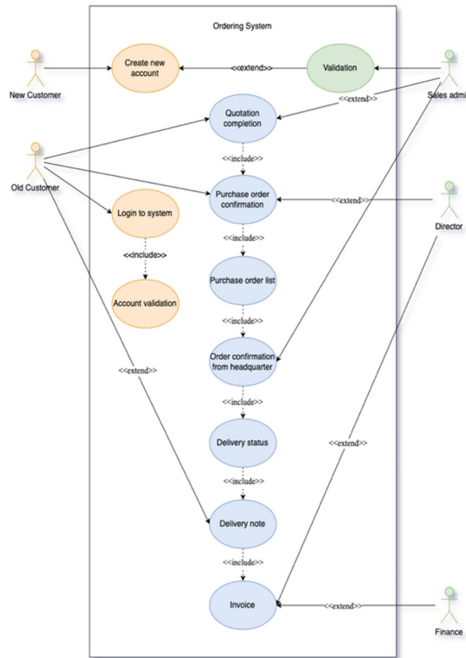 Ordering System
Create new
account
<<extend>>
Validation
New Customer
Sales admi
<<extend>>
Quotation
completion
<<include>>
Old Customer
Login to system
Purchase order
confirmation
<<extend>>
Director
<<include>>
<<include>>
Purchase order list
Account validation
<<include>>
Order confirmation
from headquarter
<<extend>>
<<include>>
Delivery status
<<extend>>
<<include>>
Delivery note
<<include>>
Invoice
<<extend>>
Finance